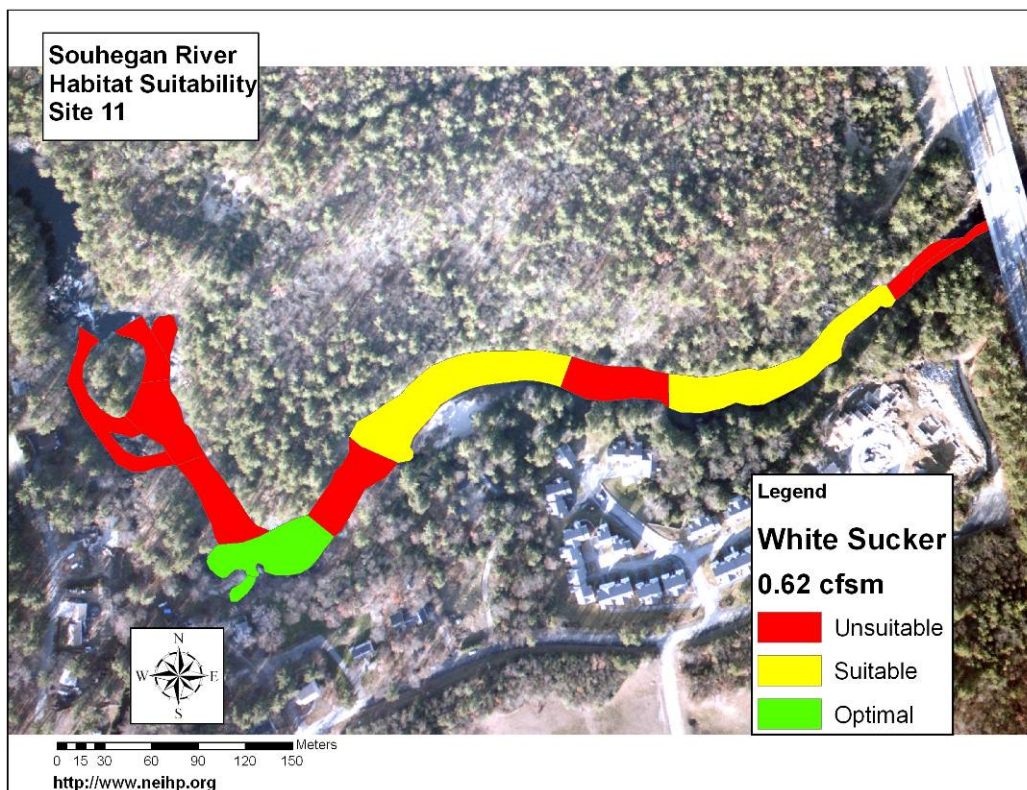 Souhegan River
Habitat Suitability
Site 11
Legend
White Sucker
0.62 cfsm
Unsuitable
Suitable
Optimal
N
W E
S
Meters
0 15 30 60 90 120 150
http://www.neihp.org